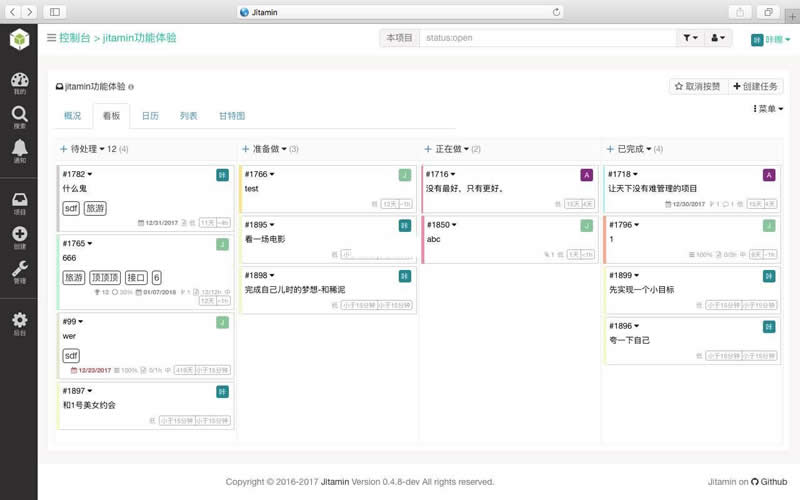 Jitamin
控制台 > jitamin功能体验
本项目 status:open
咔嚓
我的
搜索
通知
项目
创建
管理
后台
jitamin功能体验
取消按赞 创建任务
概况 看板 日历 列表 甘特图
菜单
待处理 12 (4)
#1782 咔
什么鬼
sdf 旅游
12/31/2017 低 11天 ~4h
#1765 J
666
旅游 顶顶顶 接口 6
12 30% 01/07/2018 1 12/12h 中
12天 <1h
#99 J
wer
sdf
12/23/2017 100% 0/1h 中 419天 小于15分钟
#1897 咔
和1号美女约会
低 小于15分钟 小于15分钟
准备做 (3)
#1766 J
test
低 12天 ~1h
#1895 咔
看一场电影
低 小
#1898 咔
完成自己儿时的梦想-和稀泥
低 小于15分钟 小于15分钟
正在做 (2)
#1716 A
没有最好，只有更好。
低 15天 4天
#1850 J
abc
1 低 1天 <1h
已完成 (4)
#1718 A
让天下没有难管理的项目
12/30/2017 1 1 低 15天 4天
#1796 J
1
100% 0/3h 中 8天 ~1h
#1899 咔
先实现一个小目标
低 小于15分钟 小于15分钟
#1896 咔
夸一下自己
低 小于15分钟 小于15分钟
Copyright © 2016-2017 Jitamin Version 0.4.8-dev All rights reserved.
Jitamin on Github